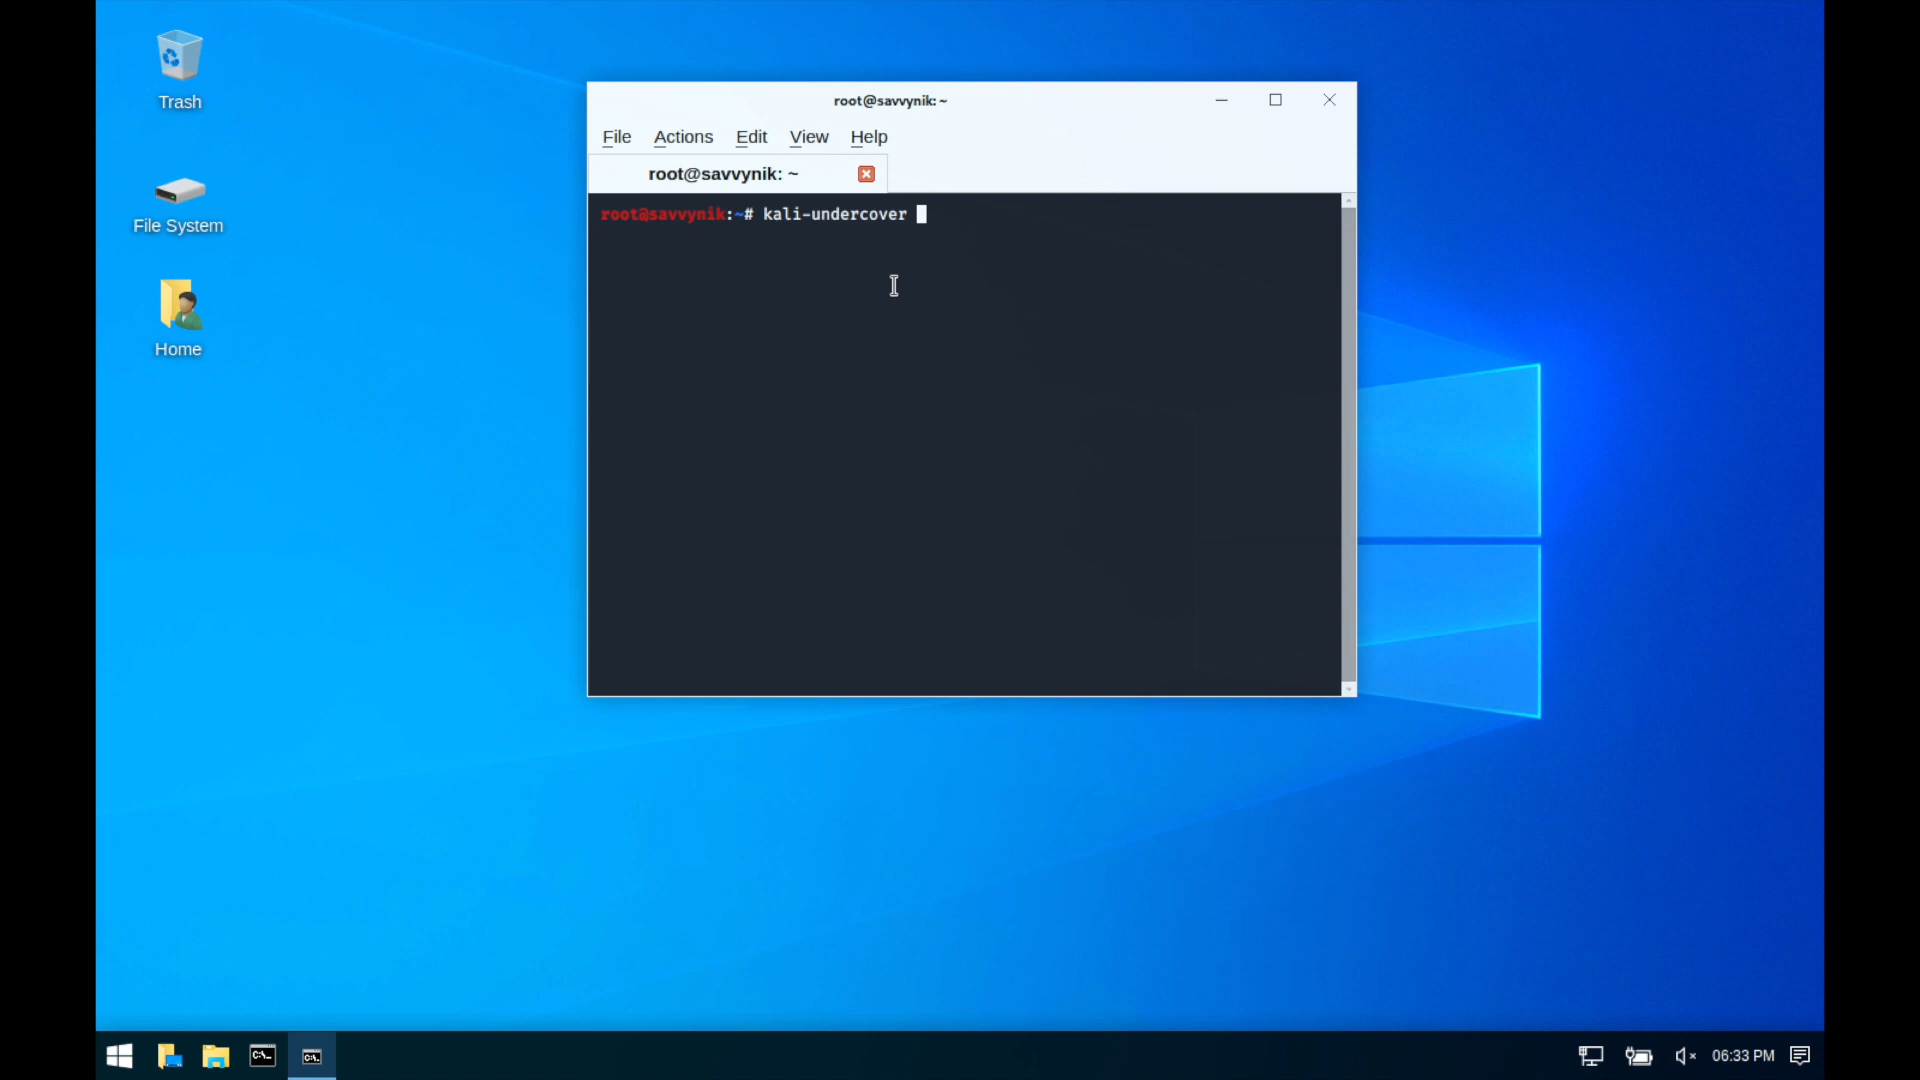 Trash
File System
Home
root@savvynik: ~
File Actions Edit View Help
root@savvynik: ~
root@savvynik:~# kali-undercover
06:33 PM